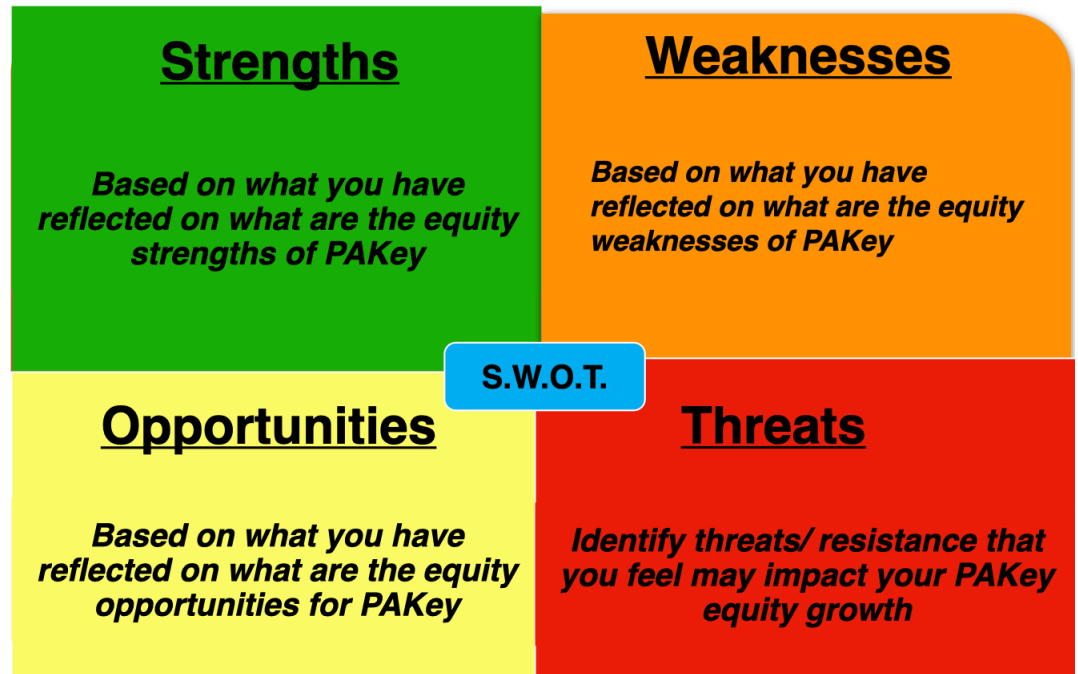 Strengths
Based on what you have
reflected on what are the equity
strengths of PAKey
Weaknesses
Based on what you have
reflected on what are the equity
weaknesses of PAKey
S.W.O.T.
Opportunities
Based on what you have
reflected on what are the equity
opportunities for PAKey
Threats
Identify threats/ resistance that
you feel may impact your PAKey
equity growth